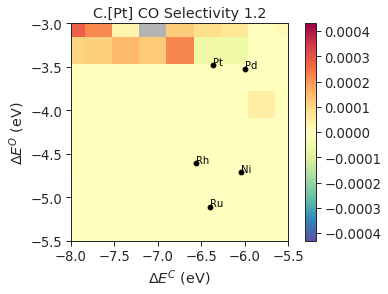 C.[Pt] CO Selectivity 1.2
−3.0
−3.5
−4.0
−4.5
−5.0
−5.5
ΔE^O (eV)
Pt
Pd
Rh
Ni
Ru
−8.0 −7.5 −7.0 −6.5 −6.0 −5.5
ΔE^C (eV)
0.0004
0.0003
0.0002
0.0001
0.0000
−0.0001
−0.0002
−0.0003
−0.0004